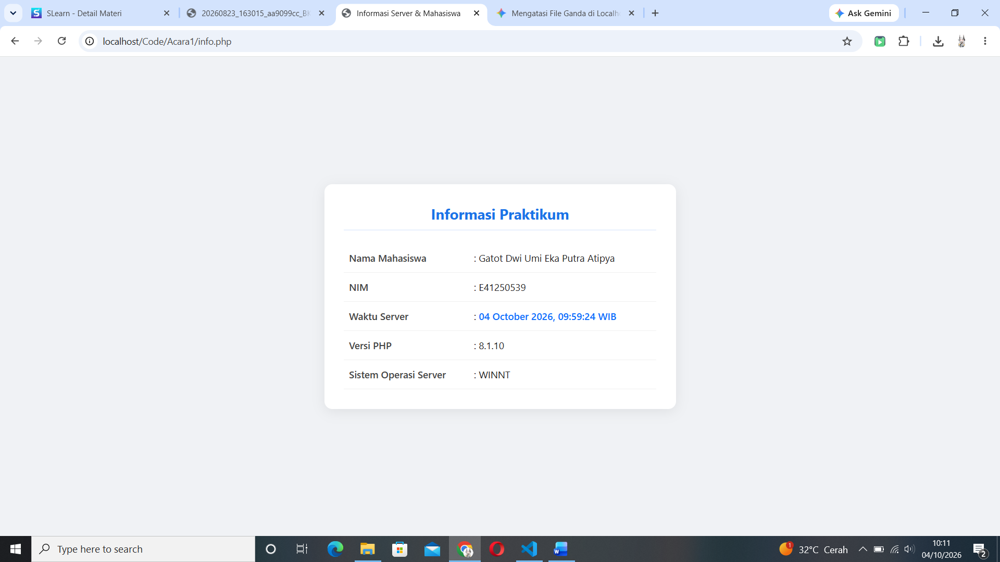 SLearn - Detail Materi
20260823_163015_aa9099cc_BK
Informasi Server & Mahasiswa
Mengatasi File Ganda di Localh
Ask Gemini
localhost/Code/Acara1/info.php
Informasi Praktikum
Nama Mahasiswa : Gatot Dwi Umi Eka Putra Atipya
NIM : E41250539
Waktu Server : 04 October 2026, 09:59:24 WIB
Versi PHP : 8.1.10
Sistem Operasi Server : WINNT
Type here to search
1
32°C Cerah
10:11
04/10/2026
2